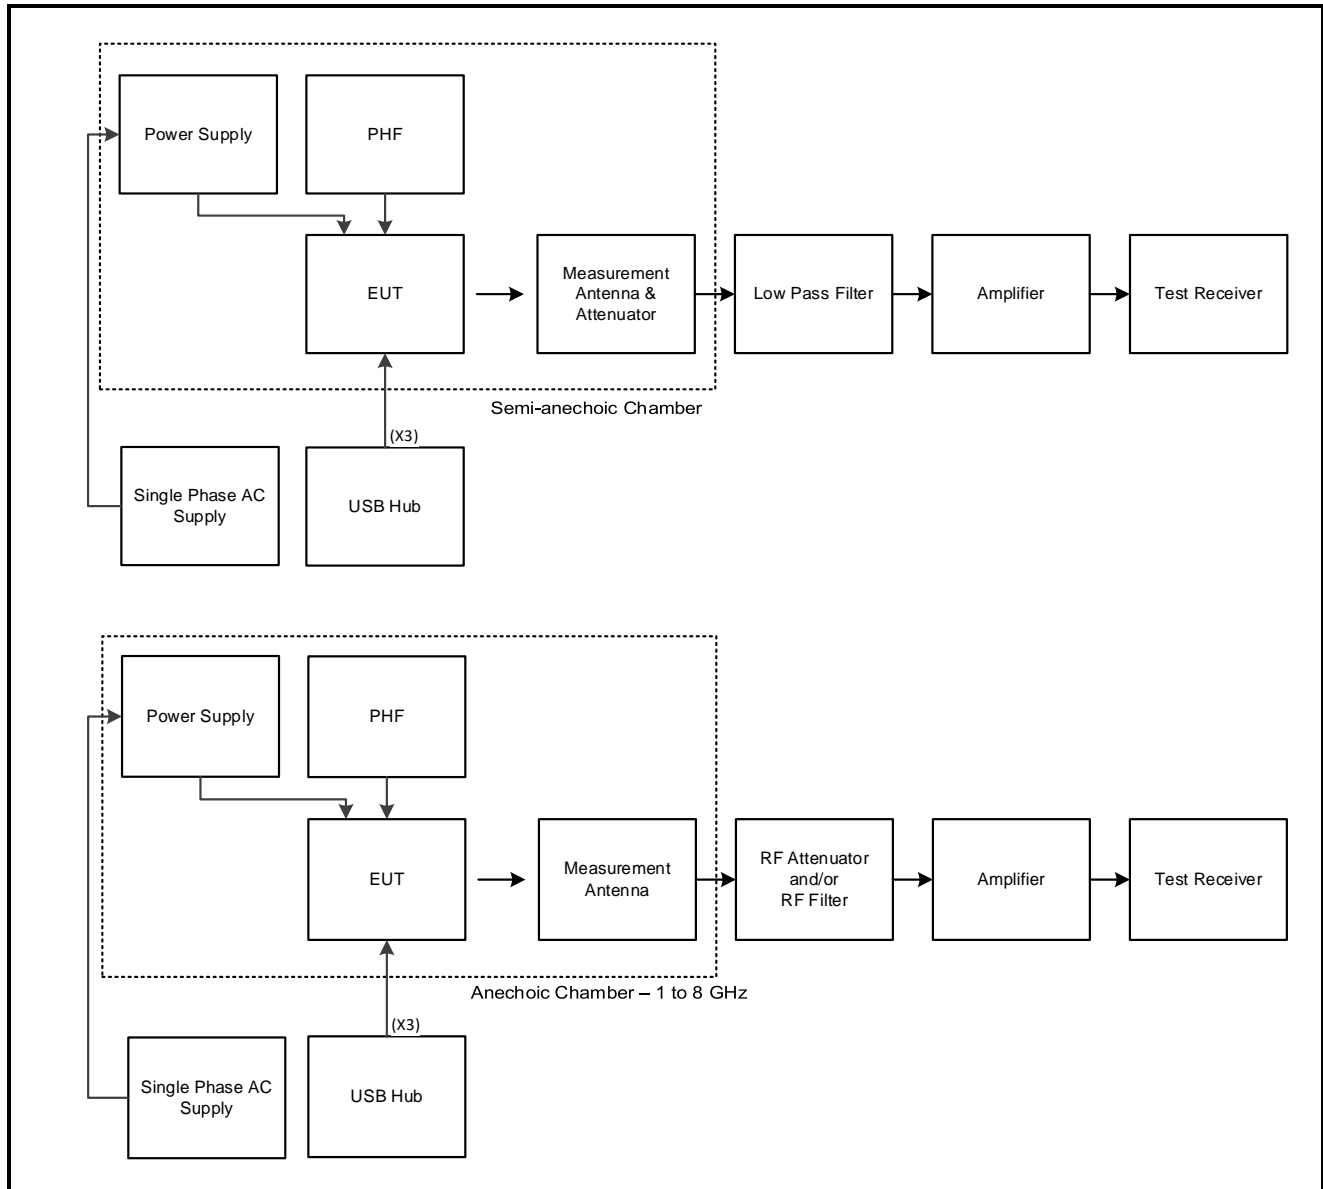 Power Supply
PHF
EUT
Measurement
Antenna &
Attenuator
Low Pass Filter
Amplifier
Test Receiver
Semi-anechoic Chamber
(X3)
Single Phase AC
Supply
USB Hub
Power Supply
PHF
EUT
Measurement
Antenna
RF Attenuator
and/or
RF Filter
Amplifier
Test Receiver
Anechoic Chamber – 1 to 8 GHz
(X3)
Single Phase AC
Supply
USB Hub